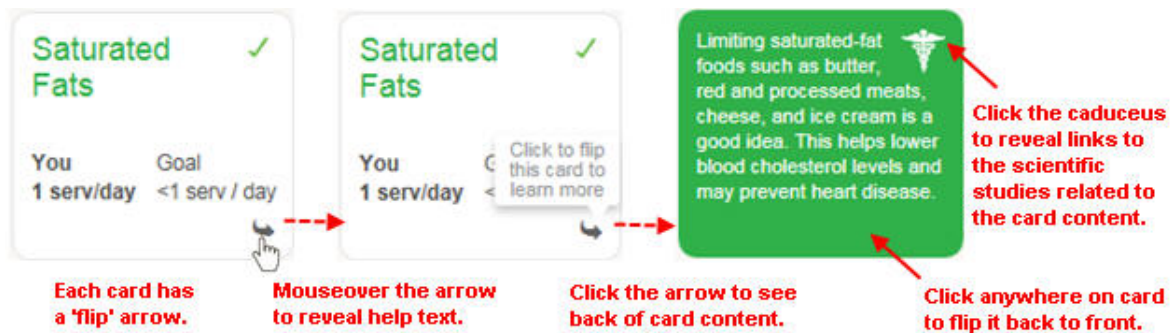 Saturated
Fats
You Goal
1 serv/day <1 serv / day
Each card has
a 'flip' arrow.
Saturated
Fats
You G
1 serv/day <
Click to flip
this card to
learn more
Mouseover the arrow
to reveal help text.
Limiting saturated-fat
foods such as butter,
red and processed meats,
cheese, and ice cream is a
good idea. This helps lower
blood cholesterol levels and
may prevent heart disease.
Click the arrow to see
back of card content.
Click the caduceus
to reveal links to
the scientific
studies related to
the card content.
Click anywhere on card
to flip it back to front.